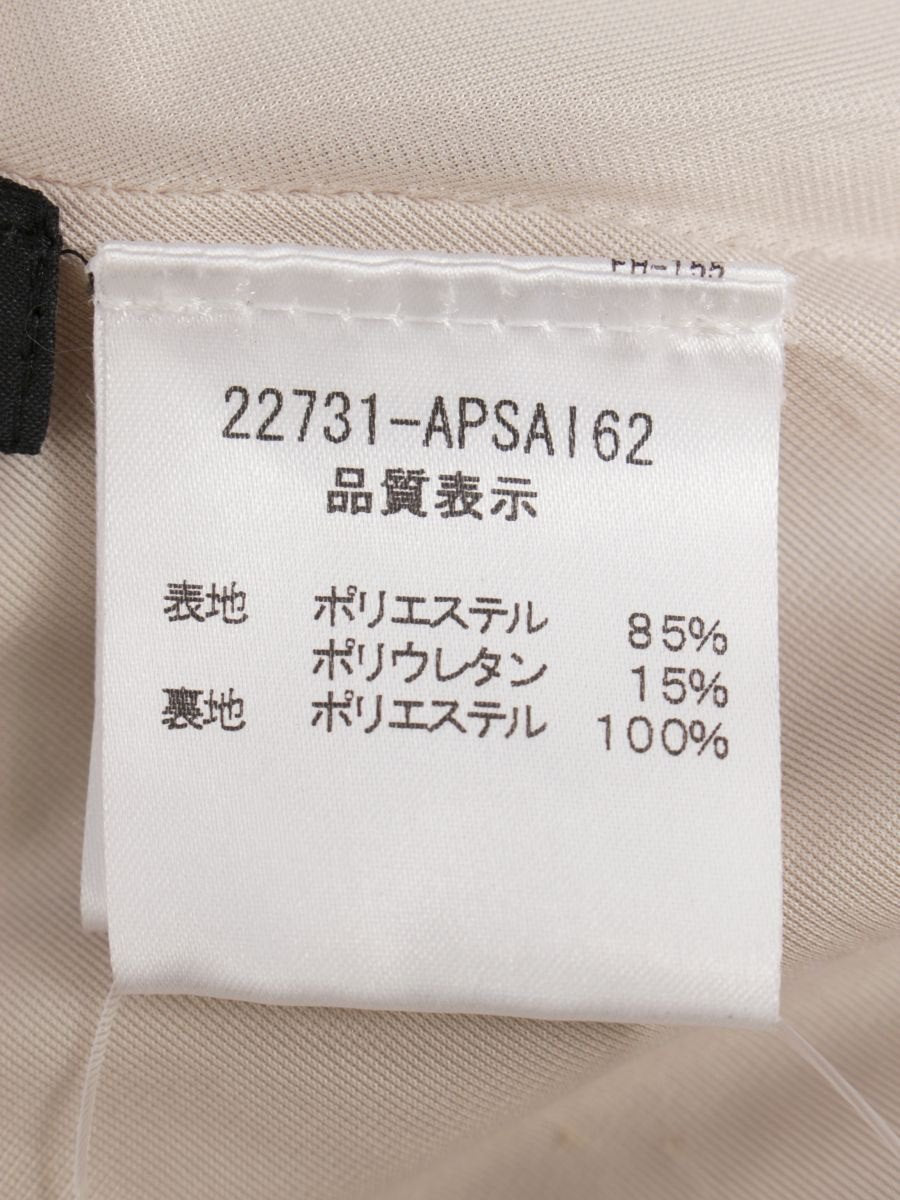 22731-APSAI62
品質表示
表地 ポリエステル 85%
ポリウレタン 15%
裏地 ポリエステル 100%